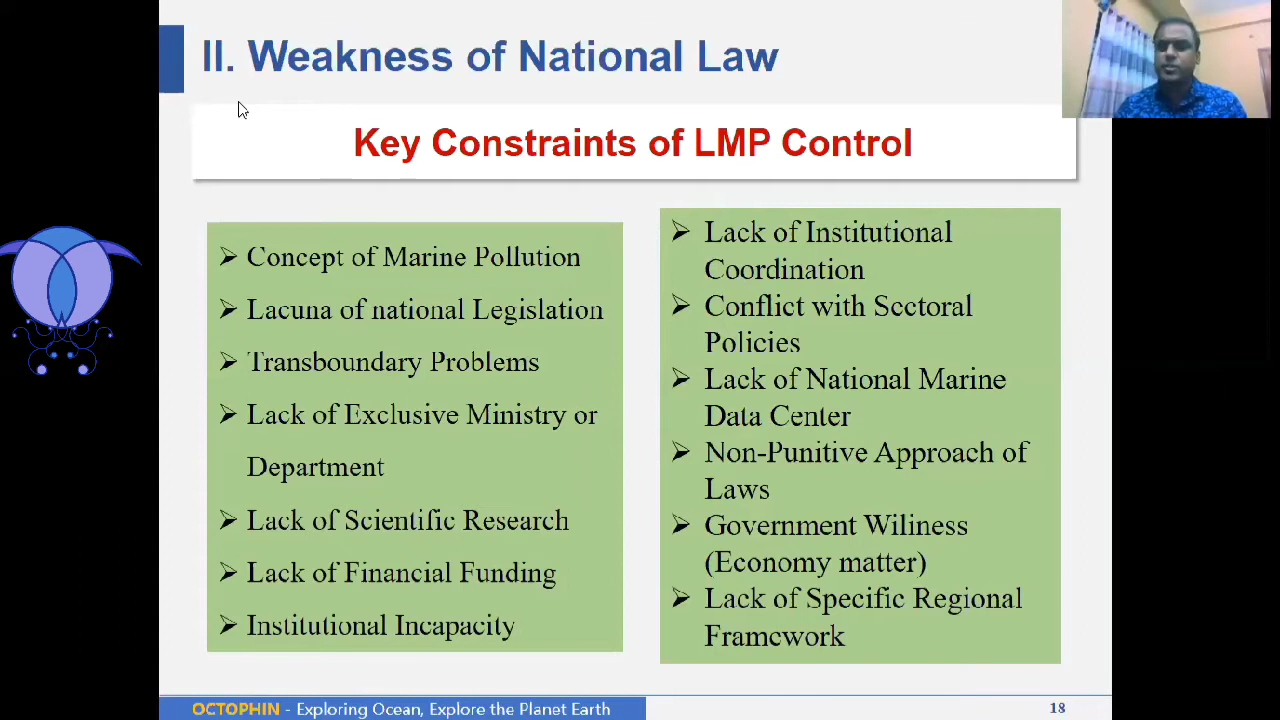 II. Weakness of National Law
Key Constraints of LMP Control
Concept of Marine Pollution
Lacuna of national Legislation
Transboundary Problems
Lack of Exclusive Ministry or
Department
Lack of Scientific Research
Lack of Financial Funding
Institutional Incapacity
Lack of Institutional
Coordination
Conflict with Sectoral
Policies
Lack of National Marine
Data Center
Non-Punitive Approach of
Laws
Government Wiliness
(Economy matter)
Lack of Specific Regional
Framework
OCTOPHIN - Exploring Ocean, Explore the Planet Earth
18